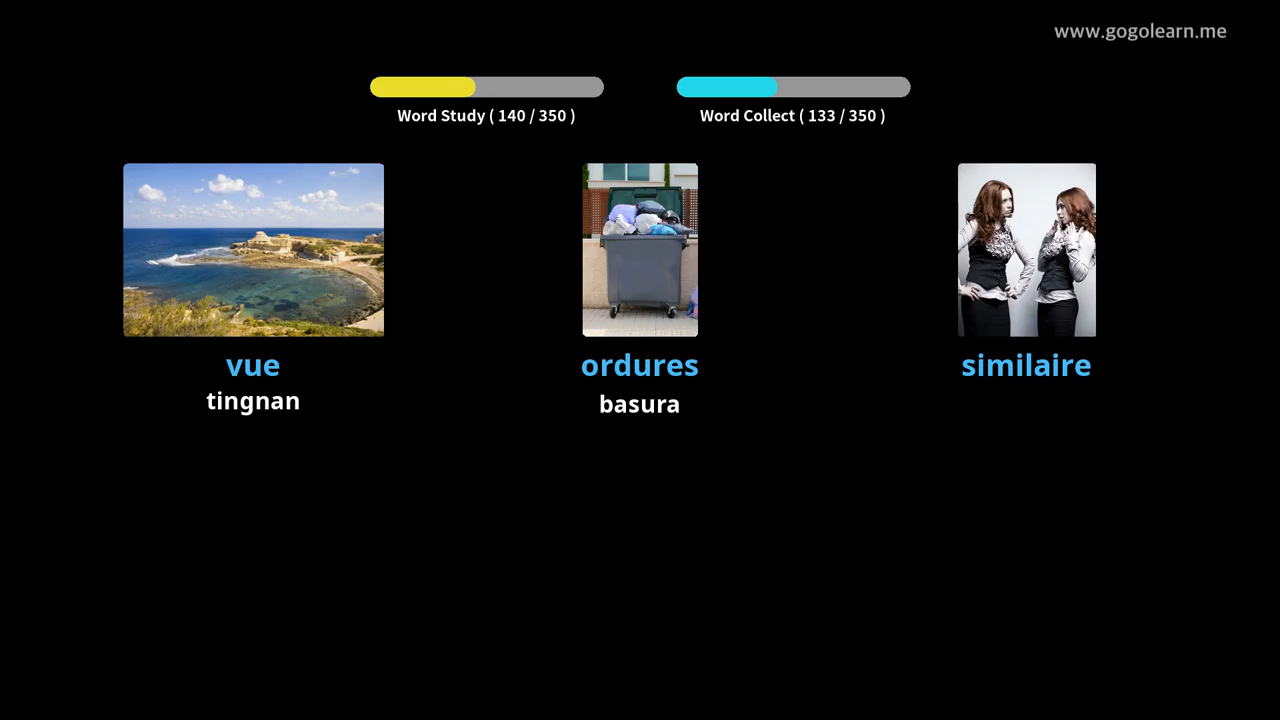 www.gogolearn.me
Word Study ( 140 / 350 )
Word Collect ( 133 / 350 )
vue
tingnan
ordures
basura
similaire